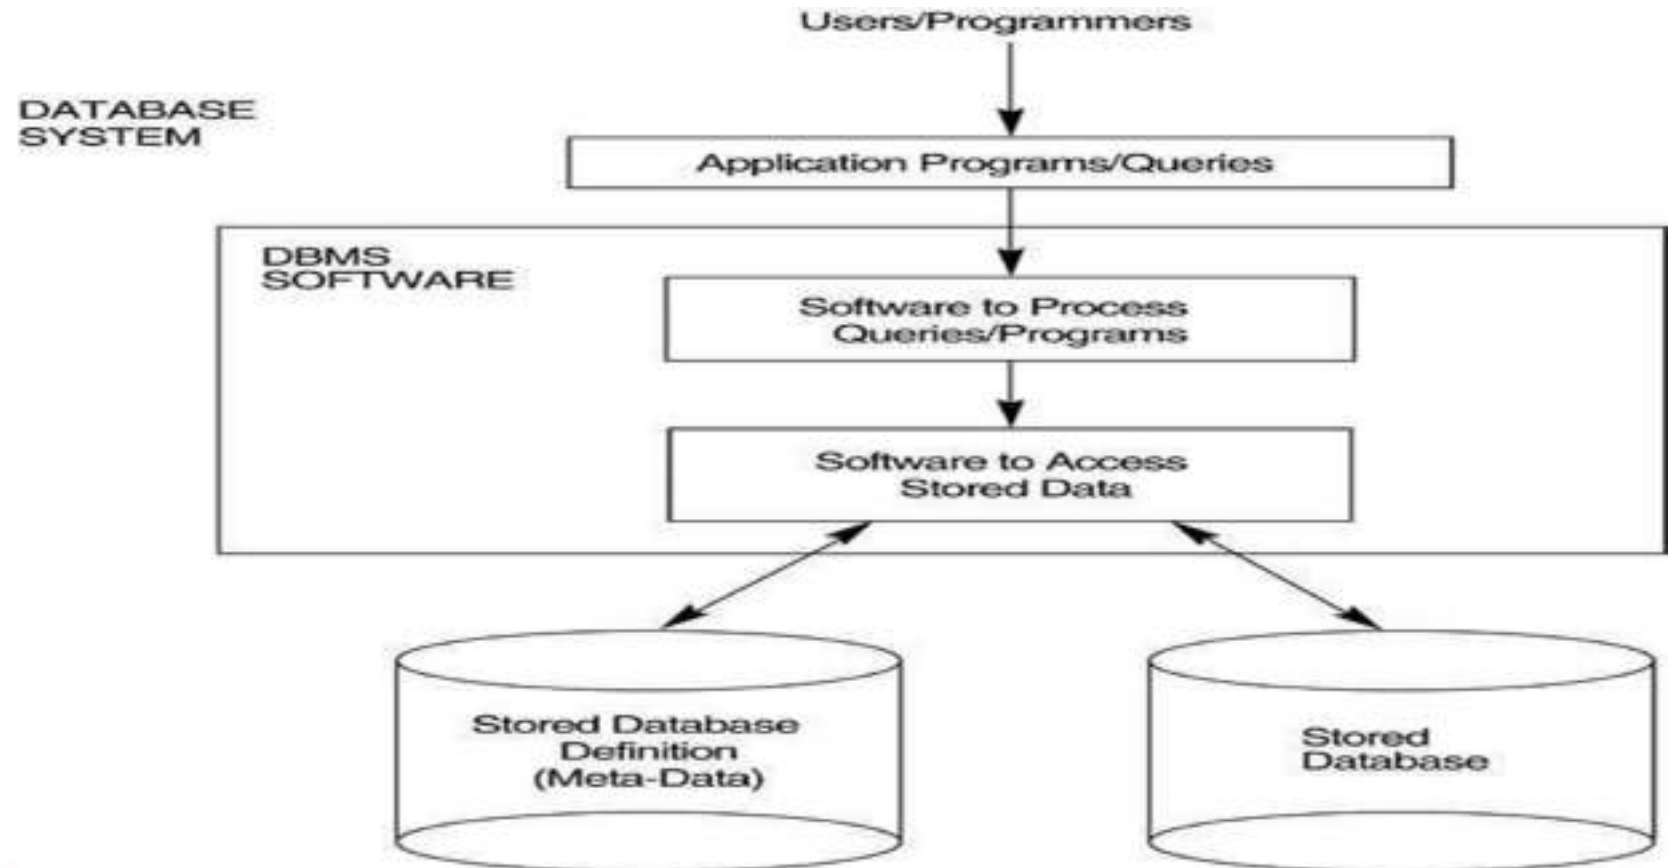 Users/Programmers
DATABASE
SYSTEM
Application Programs/Queries
DBMS
SOFTWARE
Software to Process
Queries/Programs
Software to Access
Stored Data
Stored Database
Definition
(Meta-Data)
Stored
Database